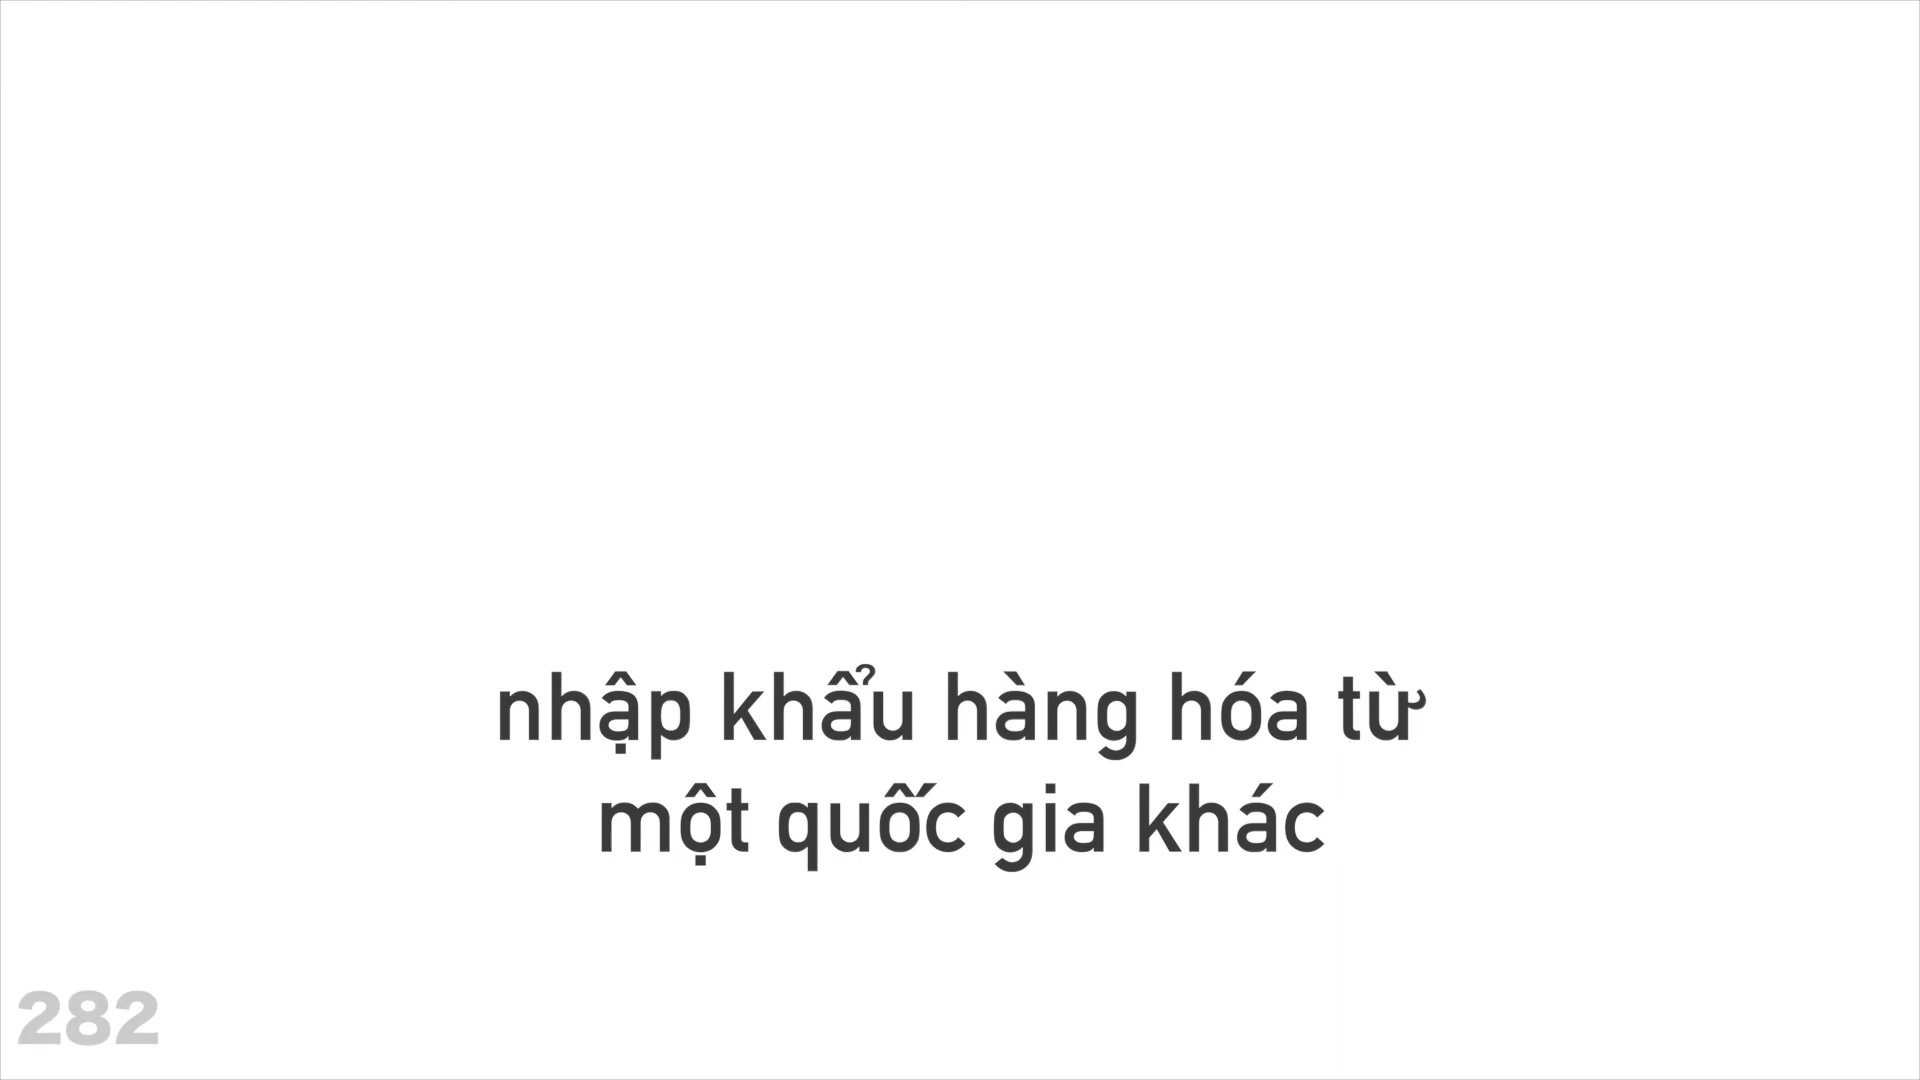 nhập khẩu hàng hóa từ
một quốc gia khác
282